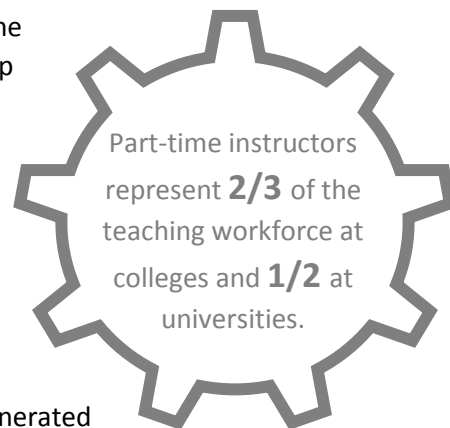 Part-time instructors
represent 2/3 of the
teaching workforce at
colleges and 1/2 at
universities.